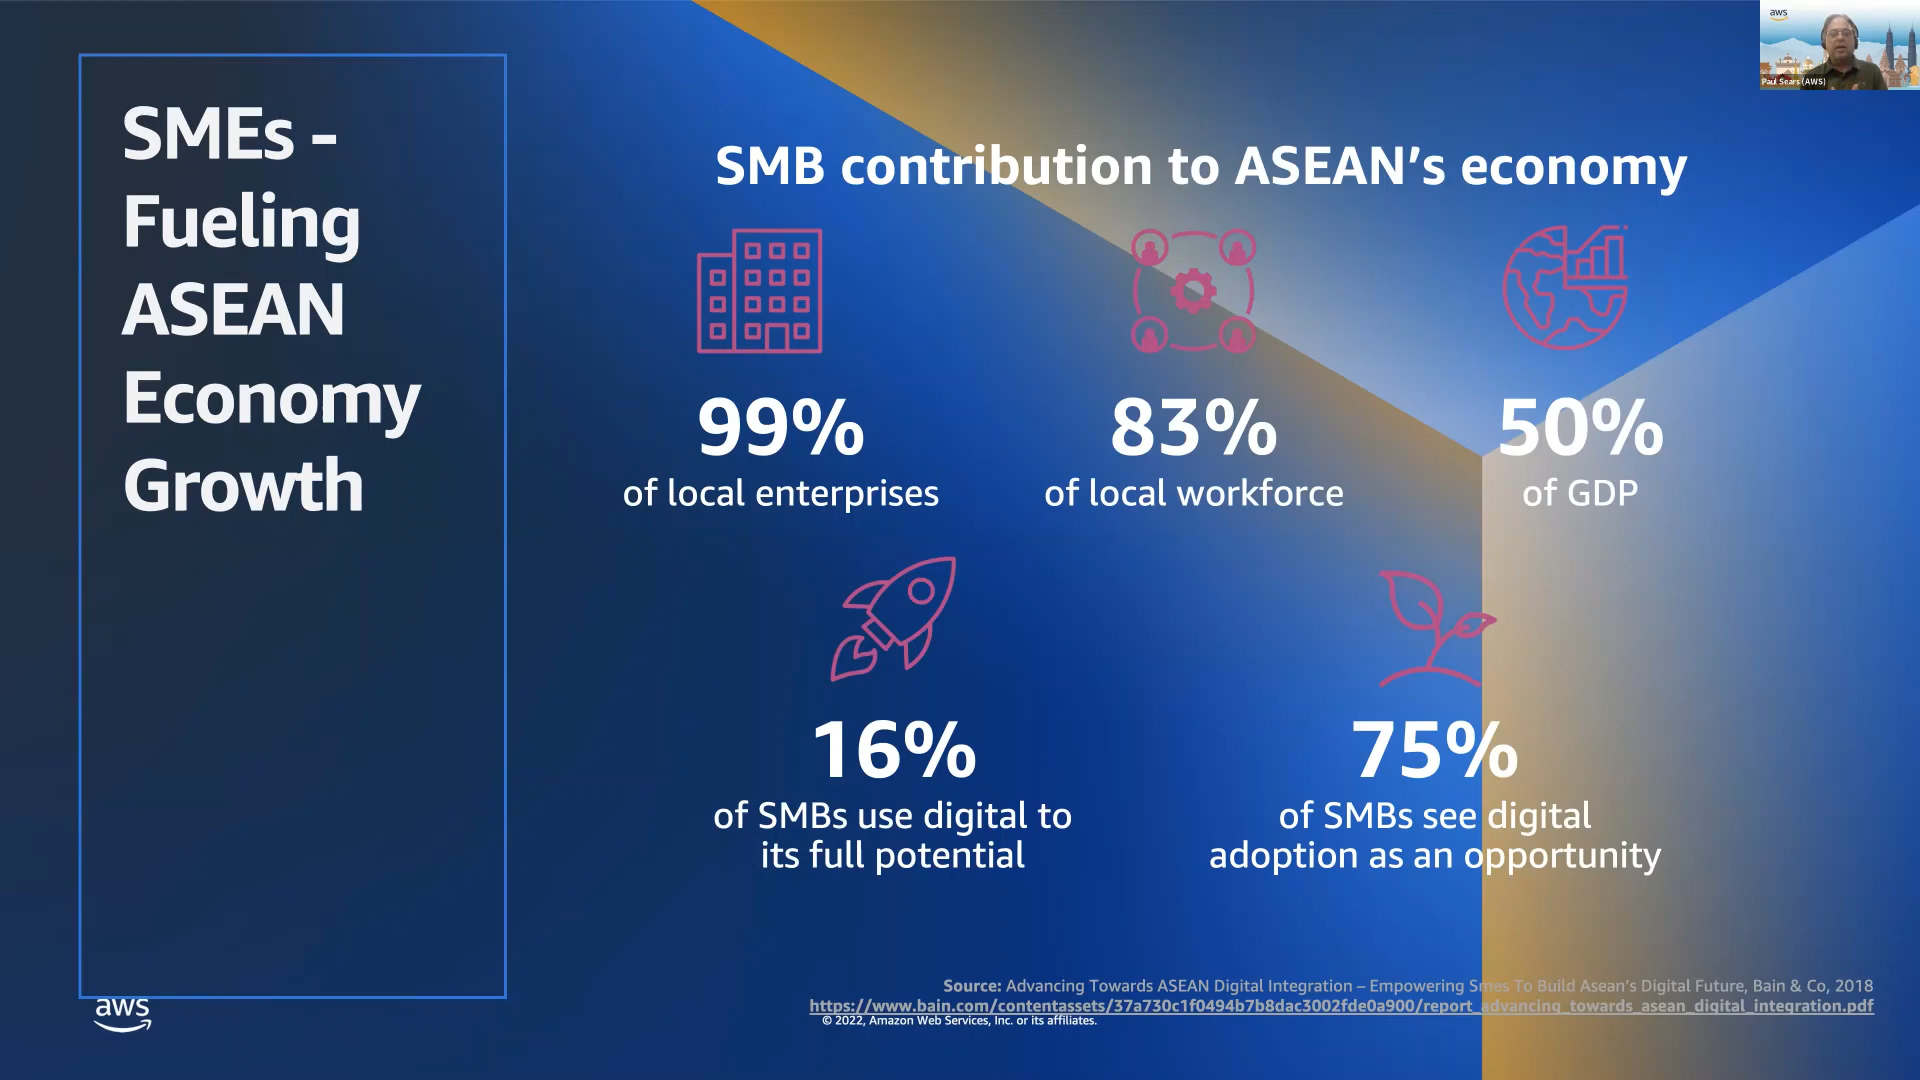 SMEs -
Fueling
ASEAN
Economy
Growth
SMB contribution to ASEAN’s economy
99%
of local enterprises
83%
of local workforce
50%
of GDP
16%
of SMBs use digital to
its full potential
75%
of SMBs see digital
adoption as an opportunity
Source: Advancing Towards ASEAN Digital Integration – Empowering Smes To Build Asean's Digital Future, Bain & Co, 2018
https://www.bain.com/contentassets/37a730c1f0494b7b8dac3002fde0a900/report_advancing_towards_asean_digital_integration.pdf
© 2022, Amazon Web Services, Inc. or its affiliates.
aws
aws
Paul Sears (AWS)